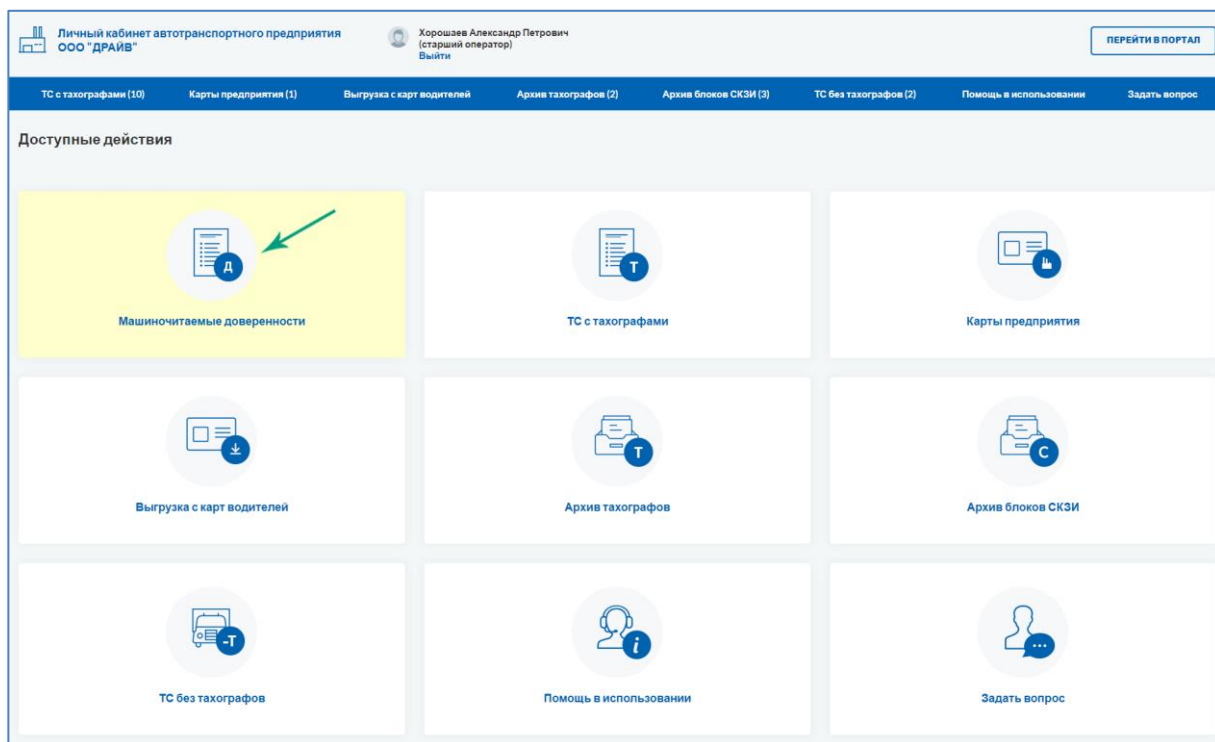 Личный кабинет автотранспортного предприятия
ООО "ДРАЙВ"
Хорошаев Александр Петрович
(старший оператор)
Выйти
ПЕРЕЙТИ В ПОРТАЛ
ТС с тахографами (10) Карты предприятия (1) Выгрузка с карт водителей Архив тахографов (2) Архив блоков СКЗИ (3) ТС без тахографов (2) Помощь в использовании Задать вопрос
Доступные действия
Д Т
Машиночитаемые доверенности ТС с тахографами Карты предприятия
Т С
Выгрузка с карт водителей Архив тахографов Архив блоков СКЗИ
-Т i
ТС без тахографов Помощь в использовании Задать вопрос